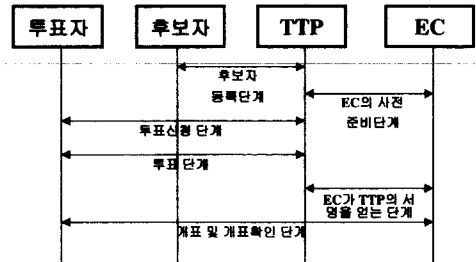 투표자 후보자 TTP EC
후보자
등록단계
EC의 사전
준비단계
투표신청 단계
투표 단계
EC가 TTP의 서
명을 얻는 단계
개표 및 개표확인 단계